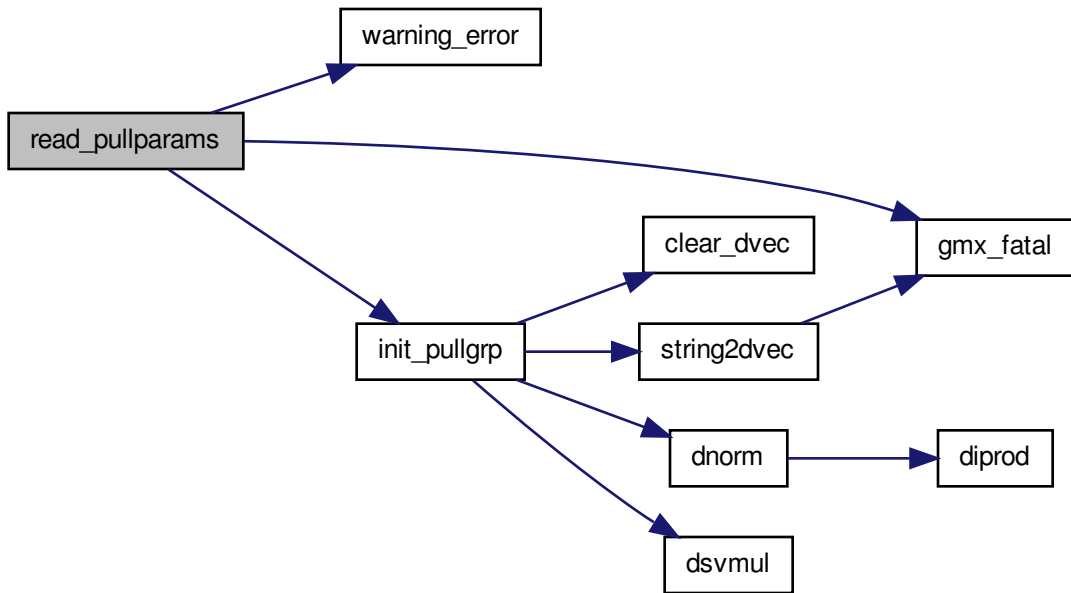 warning_error
read_pullparams
clear_dvec
gmx_fatal
init_pullgrp
string2dvec
dnorm
diprod
dsvmul